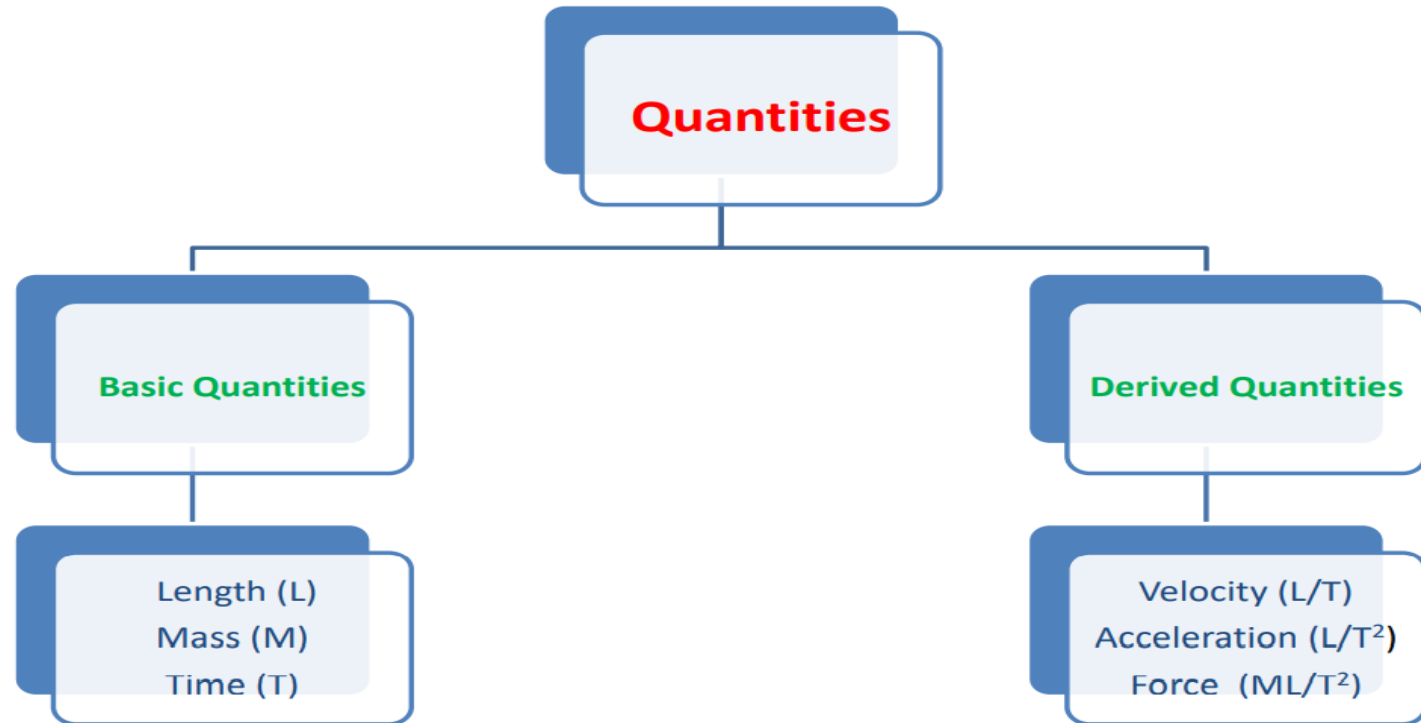 Quantities
Basic Quantities
Derived Quantities
Length (L)
Mass (M)
Time (T)
Velocity (L/T)
Acceleration (L/T²)
Force (ML/T²)